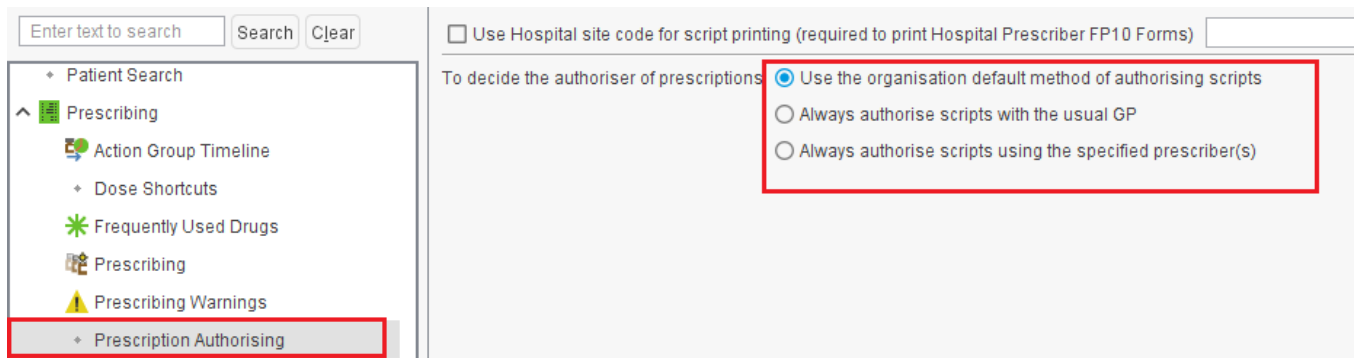 Enter text to search Search Clear
Patient Search
Prescribing
Action Group Timeline
Dose Shortcuts
Frequently Used Drugs
Prescribing
Prescribing Warnings
Prescription Authorising
Use Hospital site code for script printing (required to print Hospital Prescriber FP10 Forms)
To decide the authoriser of prescriptions Use the organisation default method of authorising scripts
Always authorise scripts with the usual GP
Always authorise scripts using the specified prescriber(s)